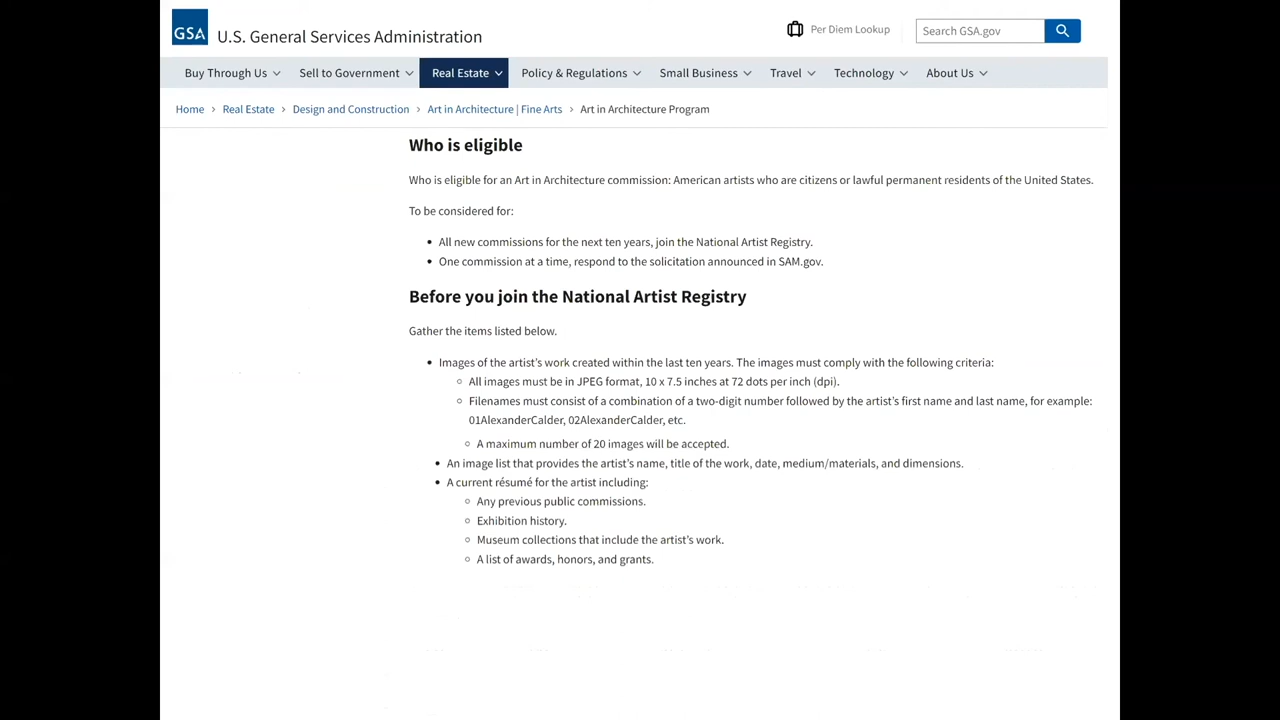 GSA U.S. General Services Administration
Per Diem Lookup
Search GSA.gov
Buy Through Us Sell to Government Real Estate Policy & Regulations Small Business Travel Technology About Us
Home > Real Estate > Design and Construction > Art in Architecture | Fine Arts > Art in Architecture Program
Who is eligible
Who is eligible for an Art in Architecture commission: American artists who are citizens or lawful permanent residents of the United States.
To be considered for:
• All new commissions for the next ten years, join the National Artist Registry.
• One commission at a time, respond to the solicitation announced in SAM.gov.
Before you join the National Artist Registry
Gather the items listed below.
• Images of the artist's work created within the last ten years. The images must comply with the following criteria:
○ All images must be in JPEG format, 10 x 7.5 inches at 72 dots per inch (dpi).
○ Filenames must consist of a combination of a two-digit number followed by the artist's first name and last name, for example:
01AlexanderCalder, 02AlexanderCalder, etc.
○ A maximum number of 20 images will be accepted.
• An image list that provides the artist's name, title of the work, date, medium/materials, and dimensions.
• A current résumé for the artist including:
○ Any previous public commissions.
○ Exhibition history.
○ Museum collections that include the artist's work.
○ A list of awards, honors, and grants.